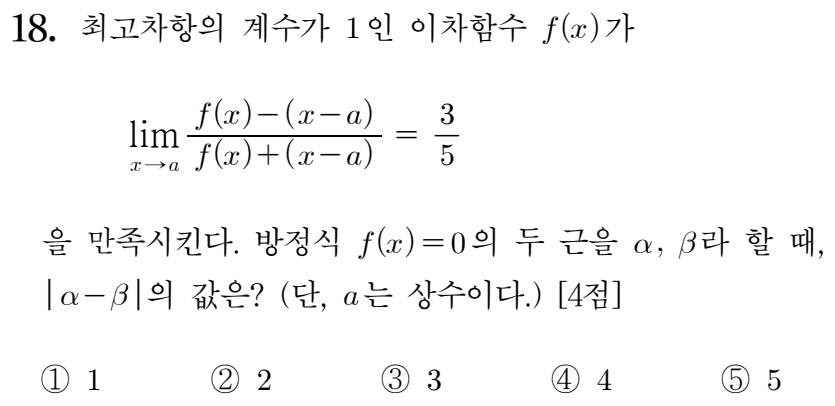 18. 최고차항의 계수가 1인 이차함수 f(x)가
lim_{x→a} \frac{f(x)-(x-a)}{f(x)+(x-a)} = \frac{3}{5}
을 만족시킨다. 방정식 f(x)=0의 두 근을 α, β라 할 때,
|α-β|의 값은? (단, a는 상수이다.) [4점]
① 1 ② 2 ③ 3 ④ 4 ⑤ 5